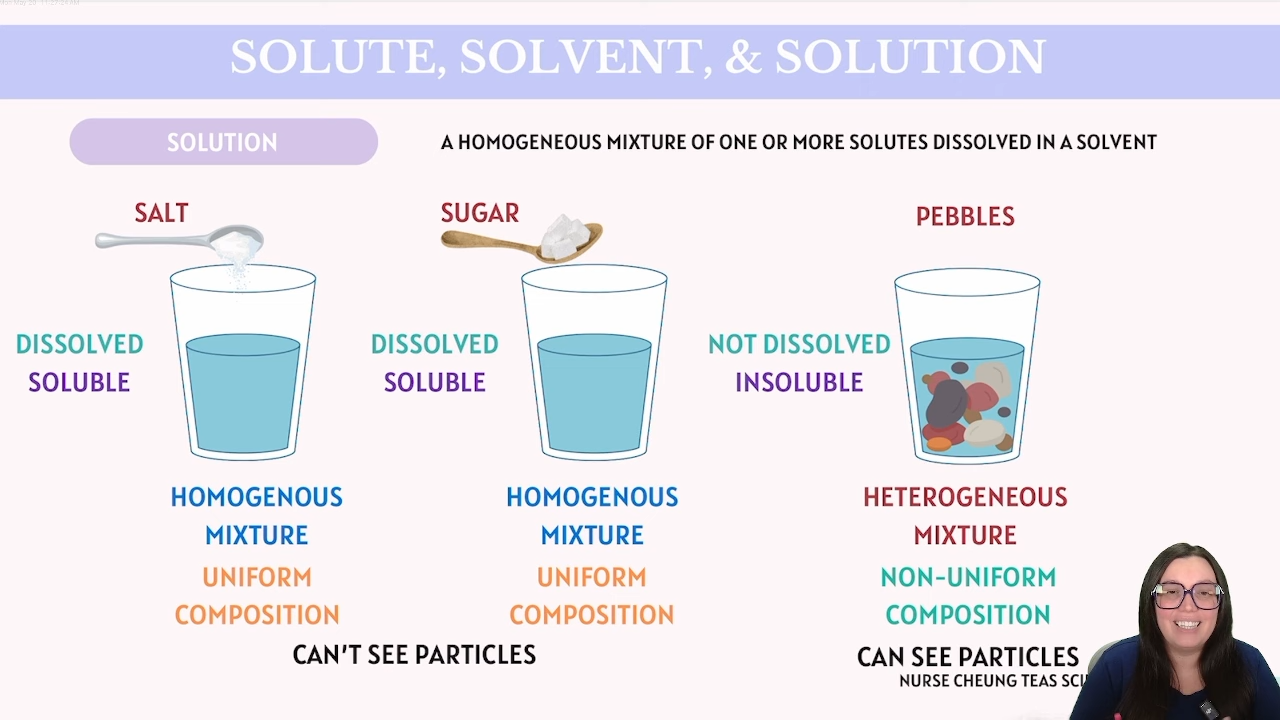 SOLUTE, SOLVENT, & SOLUTION
SOLUTION
A HOMOGENEOUS MIXTURE OF ONE OR MORE SOLUTES DISSOLVED IN A SOLVENT
SALT
SUGAR
PEBBLES
DISSOLVED
SOLUBLE
DISSOLVED
SOLUBLE
NOT DISSOLVED
INSOLUBLE
HOMOGENOUS
MIXTURE
UNIFORM
COMPOSITION
HOMOGENOUS
MIXTURE
UNIFORM
COMPOSITION
CAN'T SEE PARTICLES
HETEROGENEOUS
MIXTURE
NON-UNIFORM
COMPOSITION
CAN SEE PARTICLES
NURSE CHEUNG TEAS